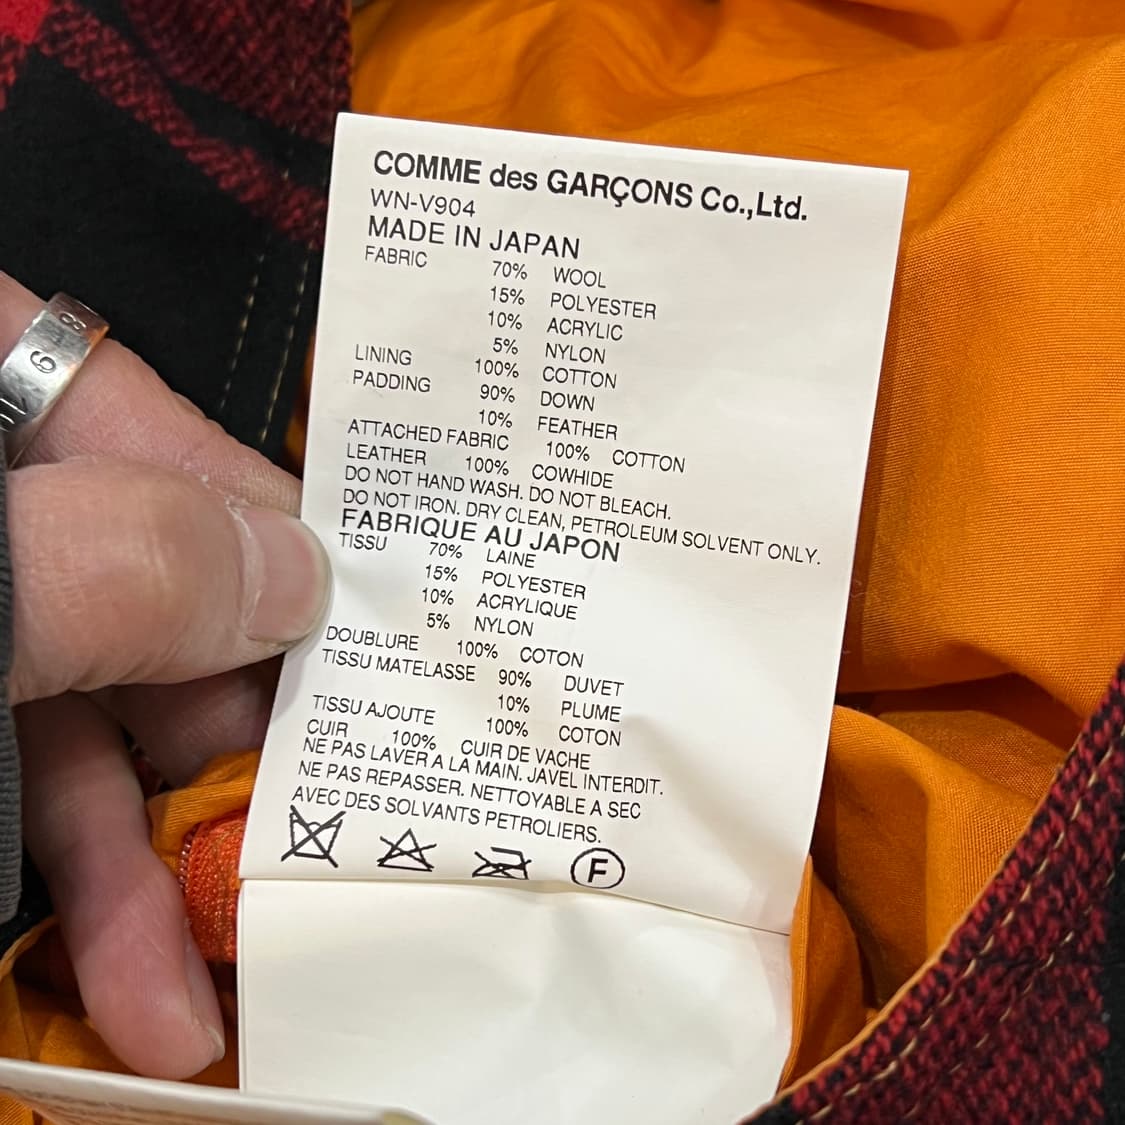 COMME des GARÇONS Co.,Ltd.
WN-V904
MADE IN JAPAN
FABRIC 70% WOOL
15% POLYESTER
10% ACRYLIC
5% NYLON
LINING 100% COTTON
PADDING 90% DOWN
10% FEATHER
ATTACHED FABRIC 100% COTTON
LEATHER 100% COWHIDE
DO NOT HAND WASH. DO NOT BLEACH.
DO NOT IRON. DRY CLEAN, PETROLEUM SOLVENT ONLY.
FABRIQUE AU JAPON
TISSU 70% LAINE
15% POLYESTER
10% ACRYLIQUE
5% NYLON
DOUBLURE 100% COTON
TISSU MATELASSE 90% DUVET
10% PLUME
TISSU AJOUTE 100% COTON
CUIR 100% CUIR DE VACHE
NE PAS LAVER A LA MAIN. JAVEL INTERDIT.
NE PAS REPASSER. NETTOYABLE A SEC
AVEC DES SOLVANTS PETROLIERS.
F